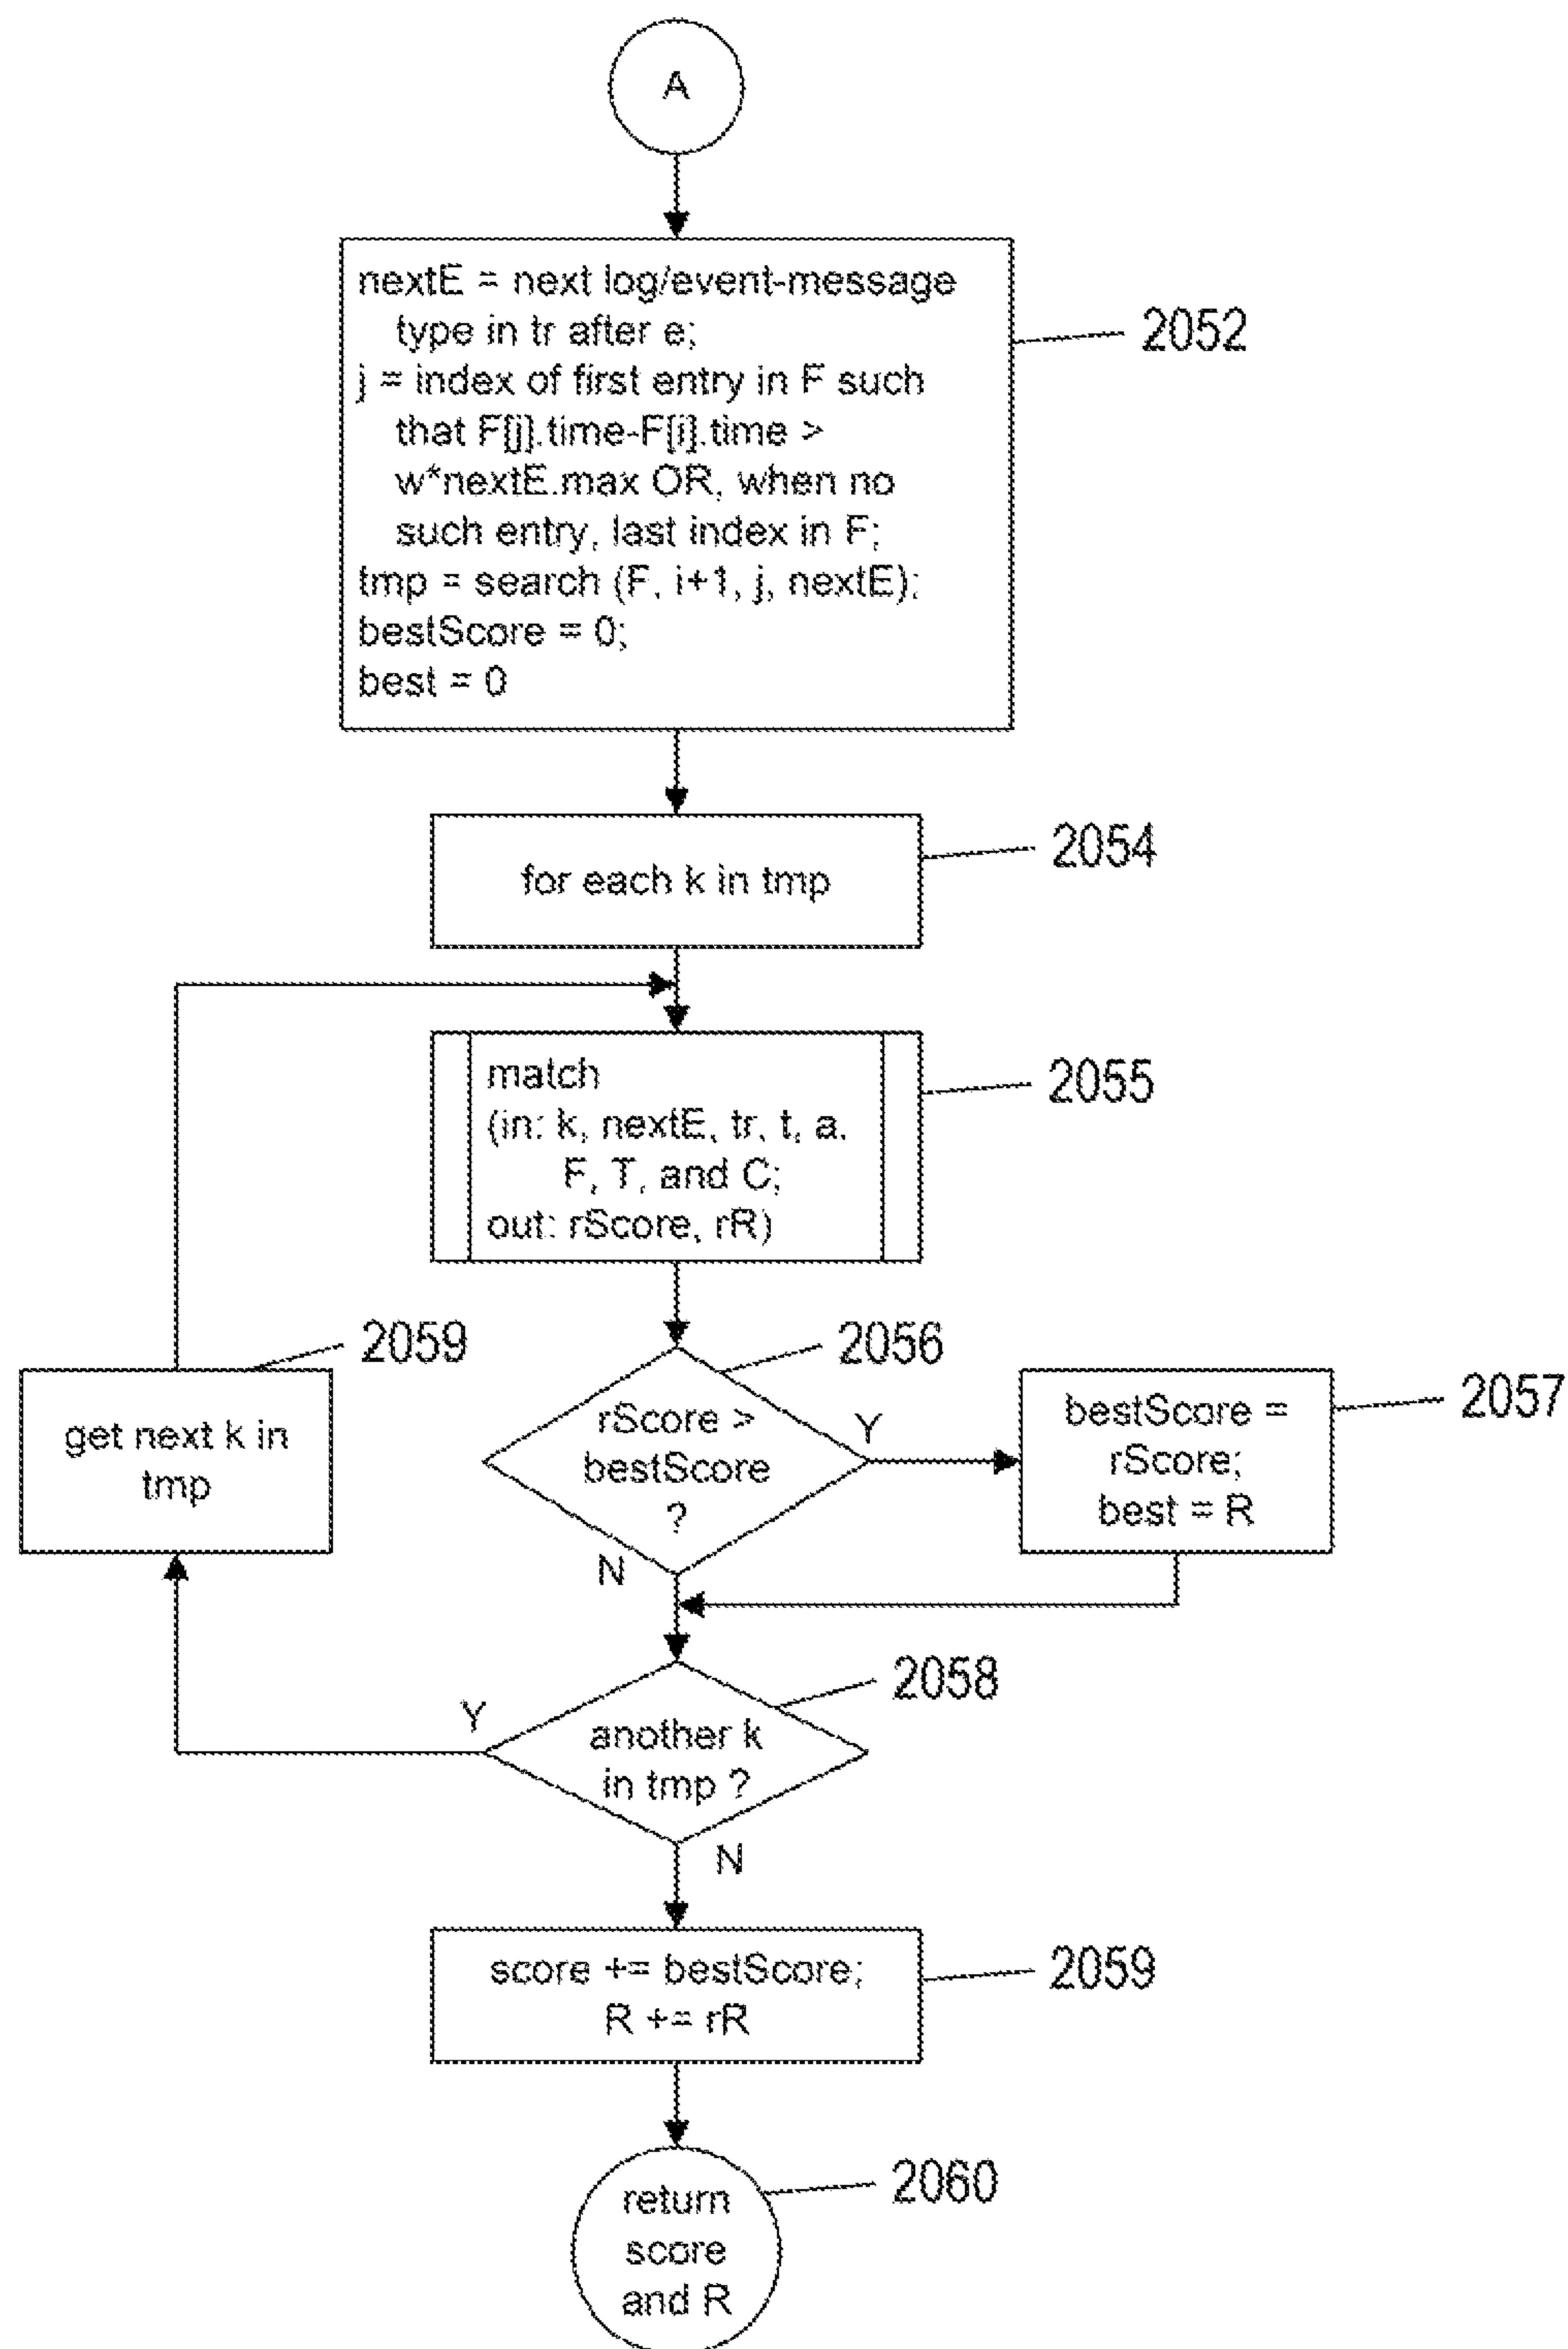 A
nextE = next log/event-message
type in tr after e;
j = index of first entry in F such
that F[j].time-F[i].time >
w*nextE.max OR, when no
such entry, last index in F;
tmp = search (F, i+1, j, nextE);
bestScore = 0;
best = 0
2052
for each k in tmp
2054
match
(in: k, nextE, tr, t, a,
F, T, and C;
out: rScore, rR)
2055
2059
get next k in
tmp
2056
rScore >
bestScore
?
Y
N
2057
bestScore =
rScore;
best = R
2058
another k
in tmp ?
Y
N
score += bestScore;
R += rR
2059
return
score
and R
2060